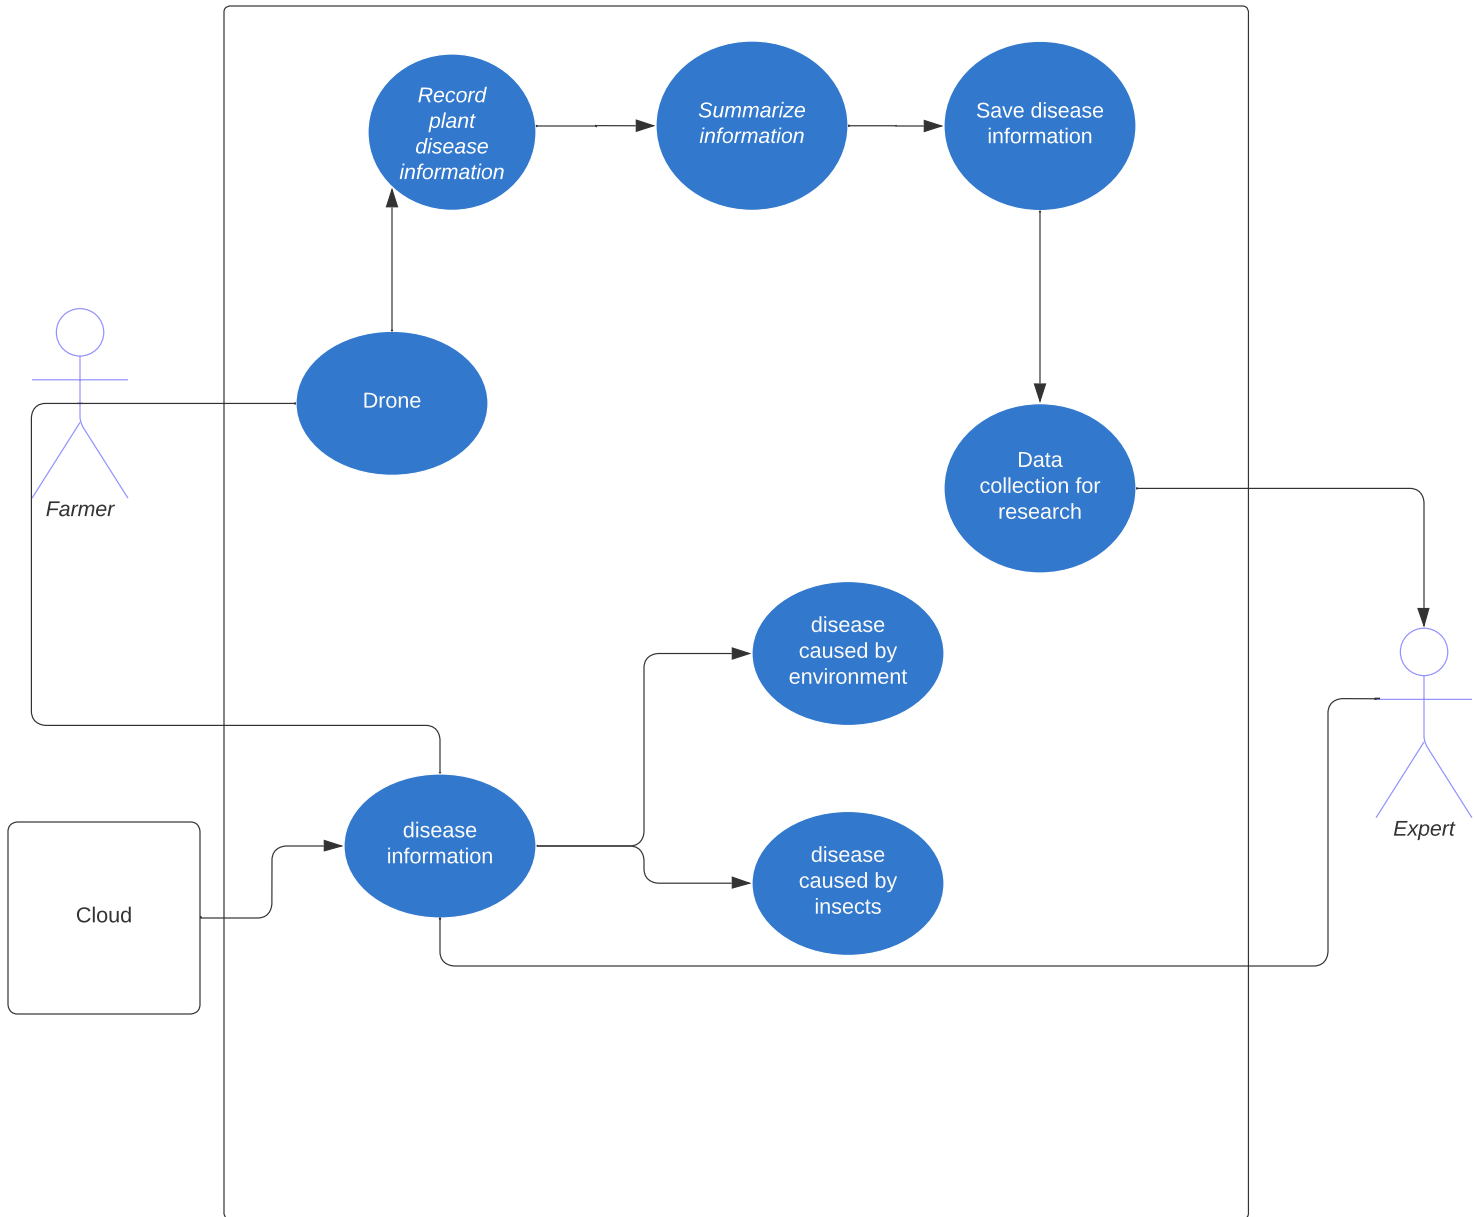 Record
plant
disease
information
Summarize
information
Save disease
information
Drone
Farmer
Data
collection for
research
disease
caused by
environment
disease
information
disease
caused by
insects
Expert
Cloud